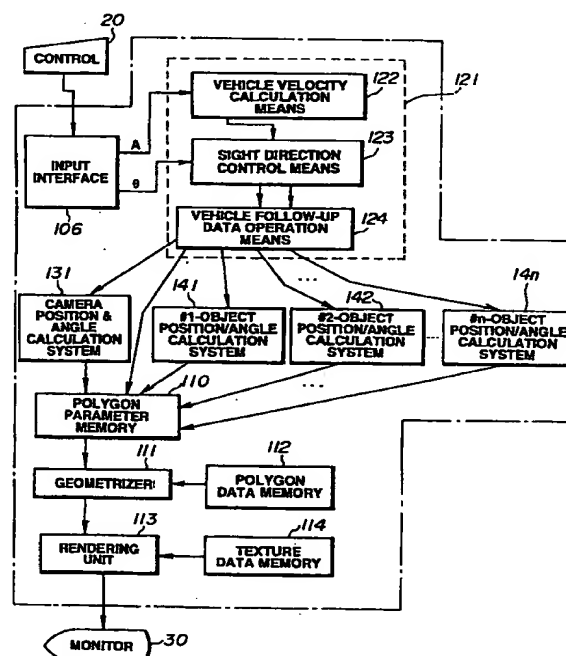 20
CONTROL
INPUT
INTERFACE
106
A
θ
VEHICLE VELOCITY
CALCULATION
MEANS
122
121
SIGHT DIRECTION
CONTROL MEANS
123
VEHICLE FOLLOW-UP
DATA OPERATION
MEANS
124
131
CAMERA
POSITION &
ANGLE
CALCULATION
SYSTEM
141
#1-OBJECT
POSITION/ANGLE
CALCULATION
SYSTEM
142
#2-OBJECT
POSITION/ANGLE
CALCULATION
SYSTEM
14n
#n-OBJECT
POSITION/ANGLE
CALCULATION
SYSTEM
110
POLYGON
PARAMETER
MEMORY
111
GEOMETRIZERS
112
POLYGON
DATA MEMORY
113
RENDERING
UNIT
114
TEXTURE
DATA MEMORY
MONITOR
30